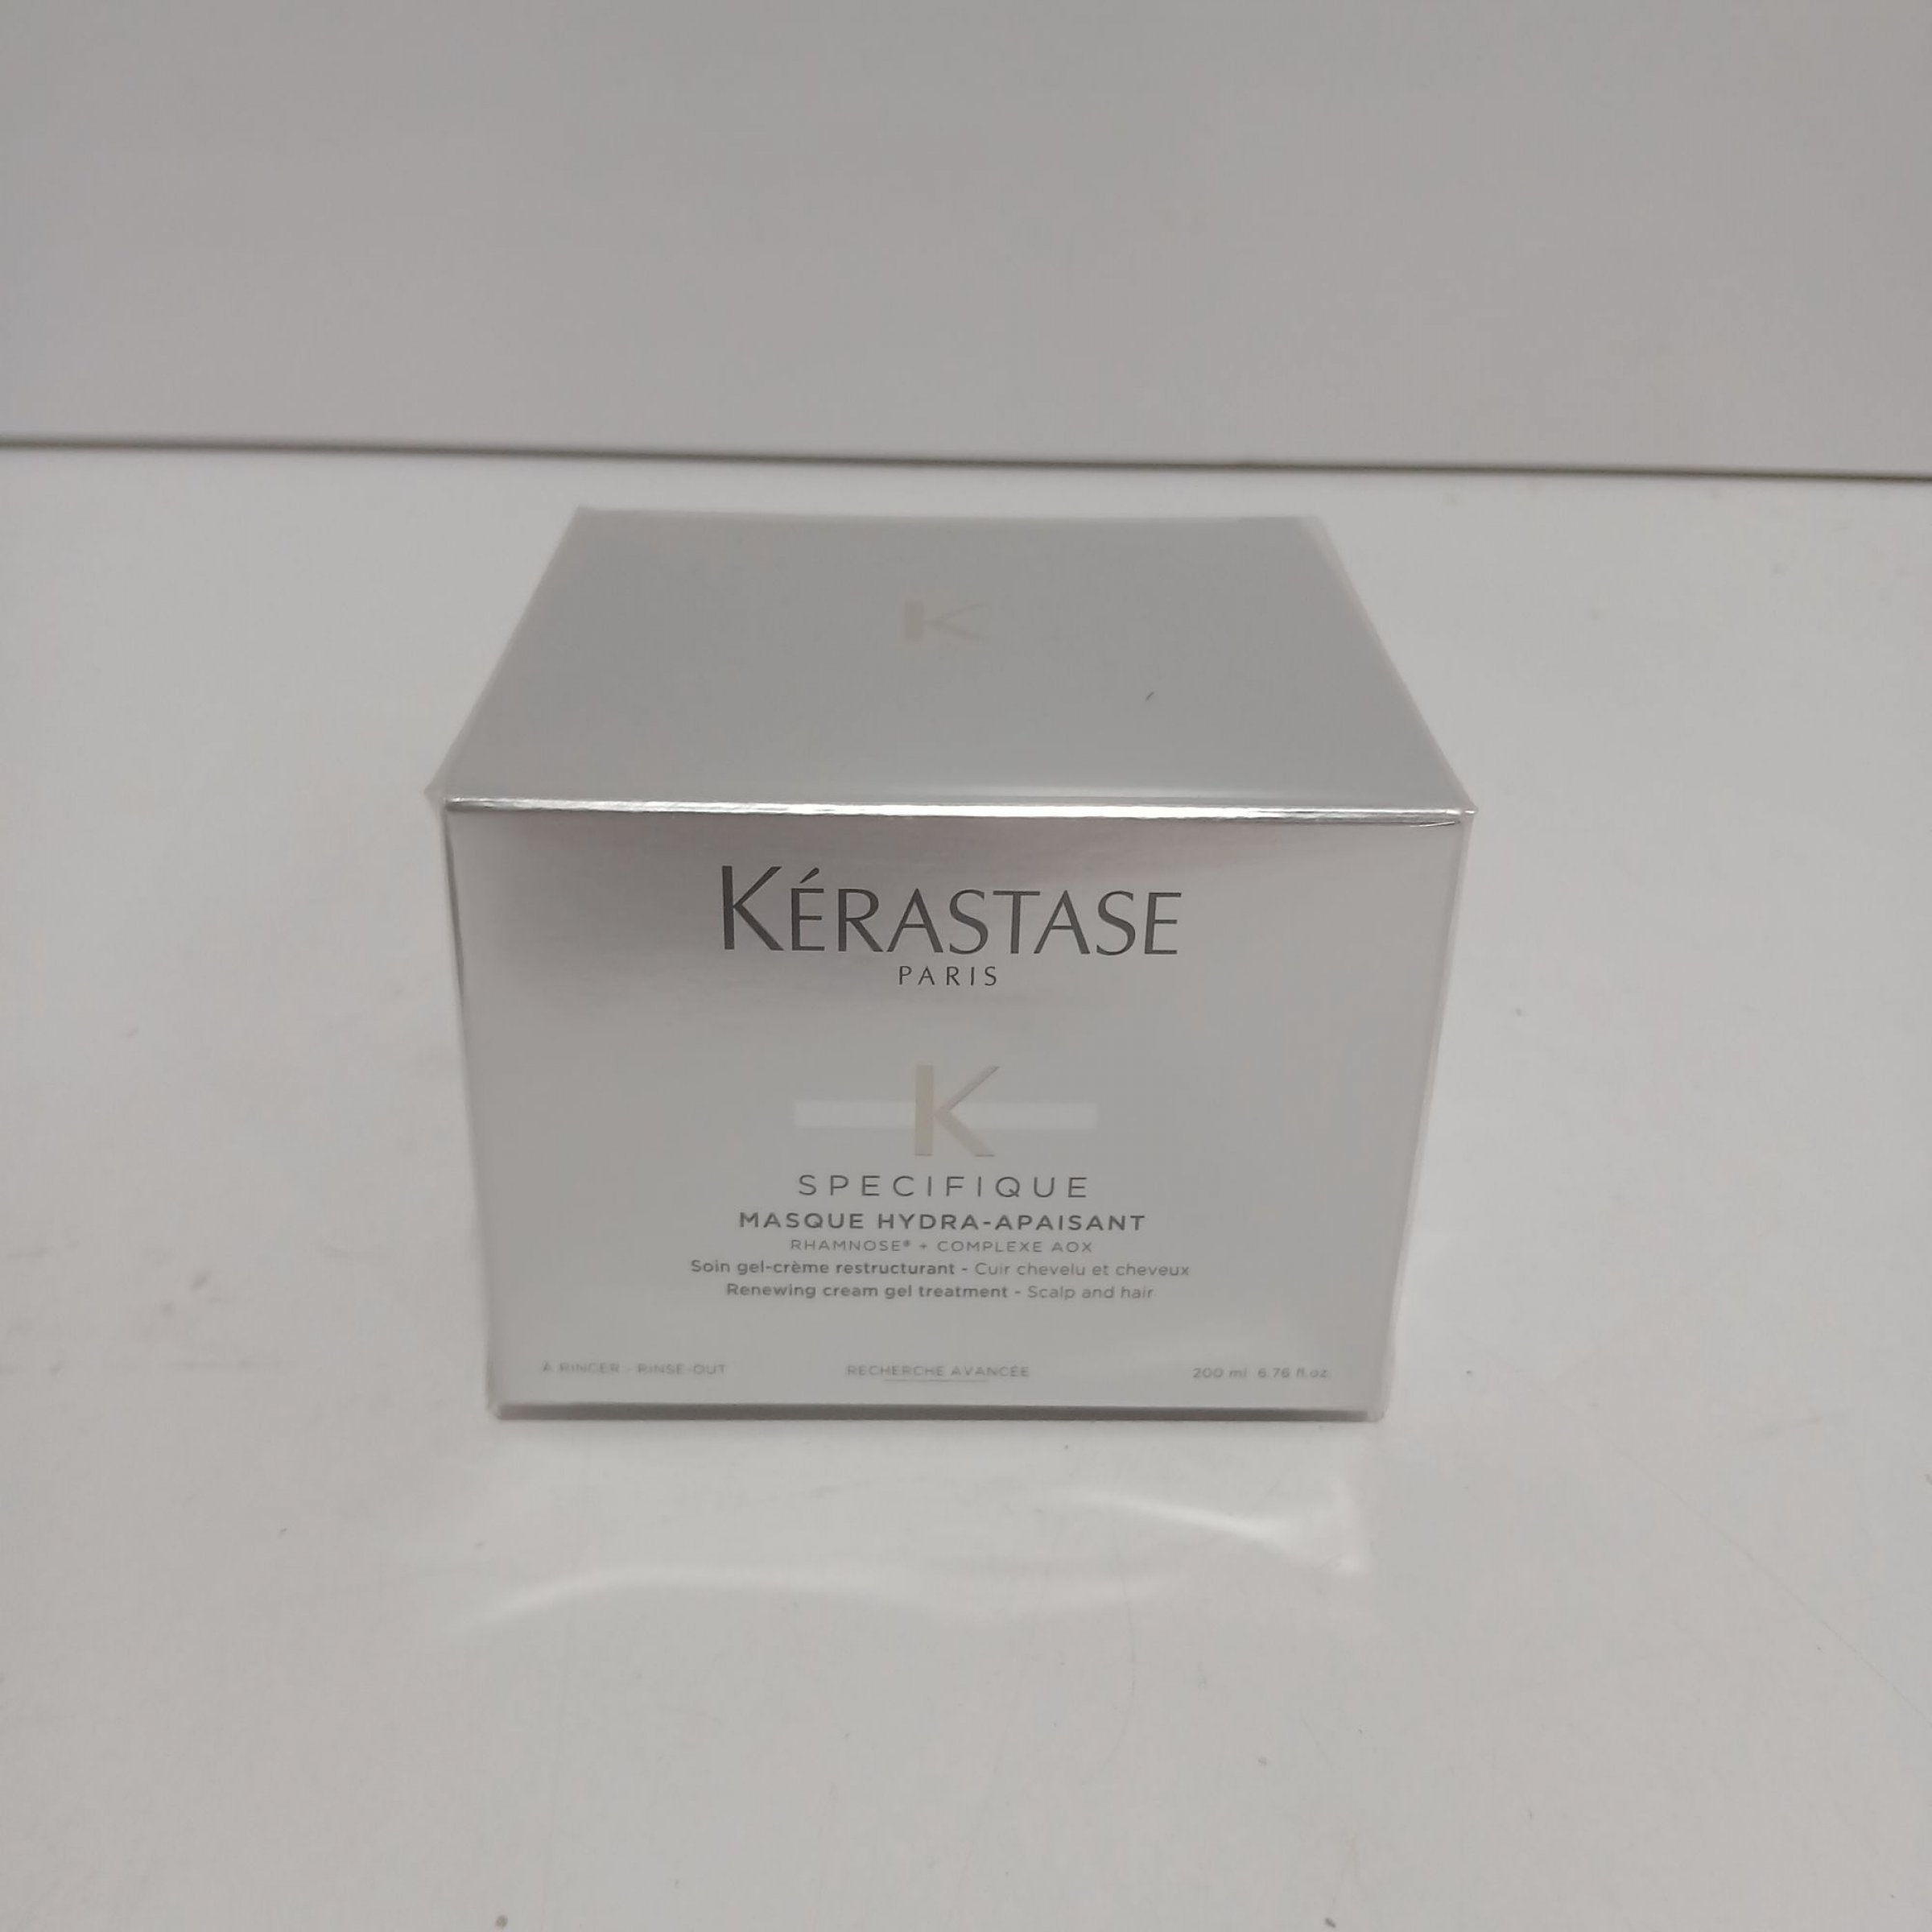 K
KÉRASTASE
PARIS
K
SPECIFIQUE
MASQUE HYDRA-APAISANT
RHAMNOSE* + COMPLEXE AOX
Soin gel-crème restructurant - Cuir chevelu et cheveux
Renewing cream gel treatment - Scalp and hair
À RINCER - RINSE-OUT RECHERCHE AVANCÉE 200 ml 6.76 fl.oz.